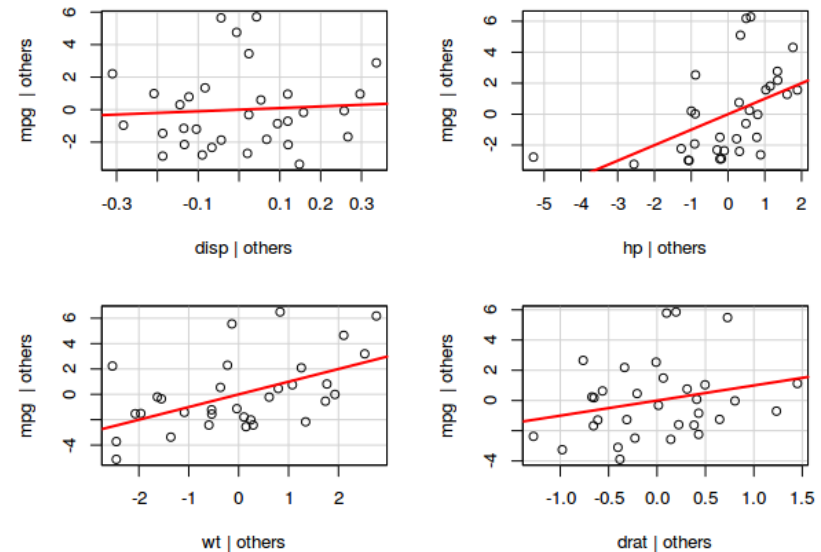 6
4
2
0
-2
mpg | others
-0.3 -0.1 0.1 0.2 0.3
disp | others
6
4
2
0
-2
mpg | others
-5 -4 -3 -2 -1 0 1 2
hp | others
6
4
2
0
-4
mpg | others
-2 -1 0 1 2
wt | others
6
4
2
0
-4
mpg | others
-1.0 -0.5 0.0 0.5 1.0 1.5
drat | others